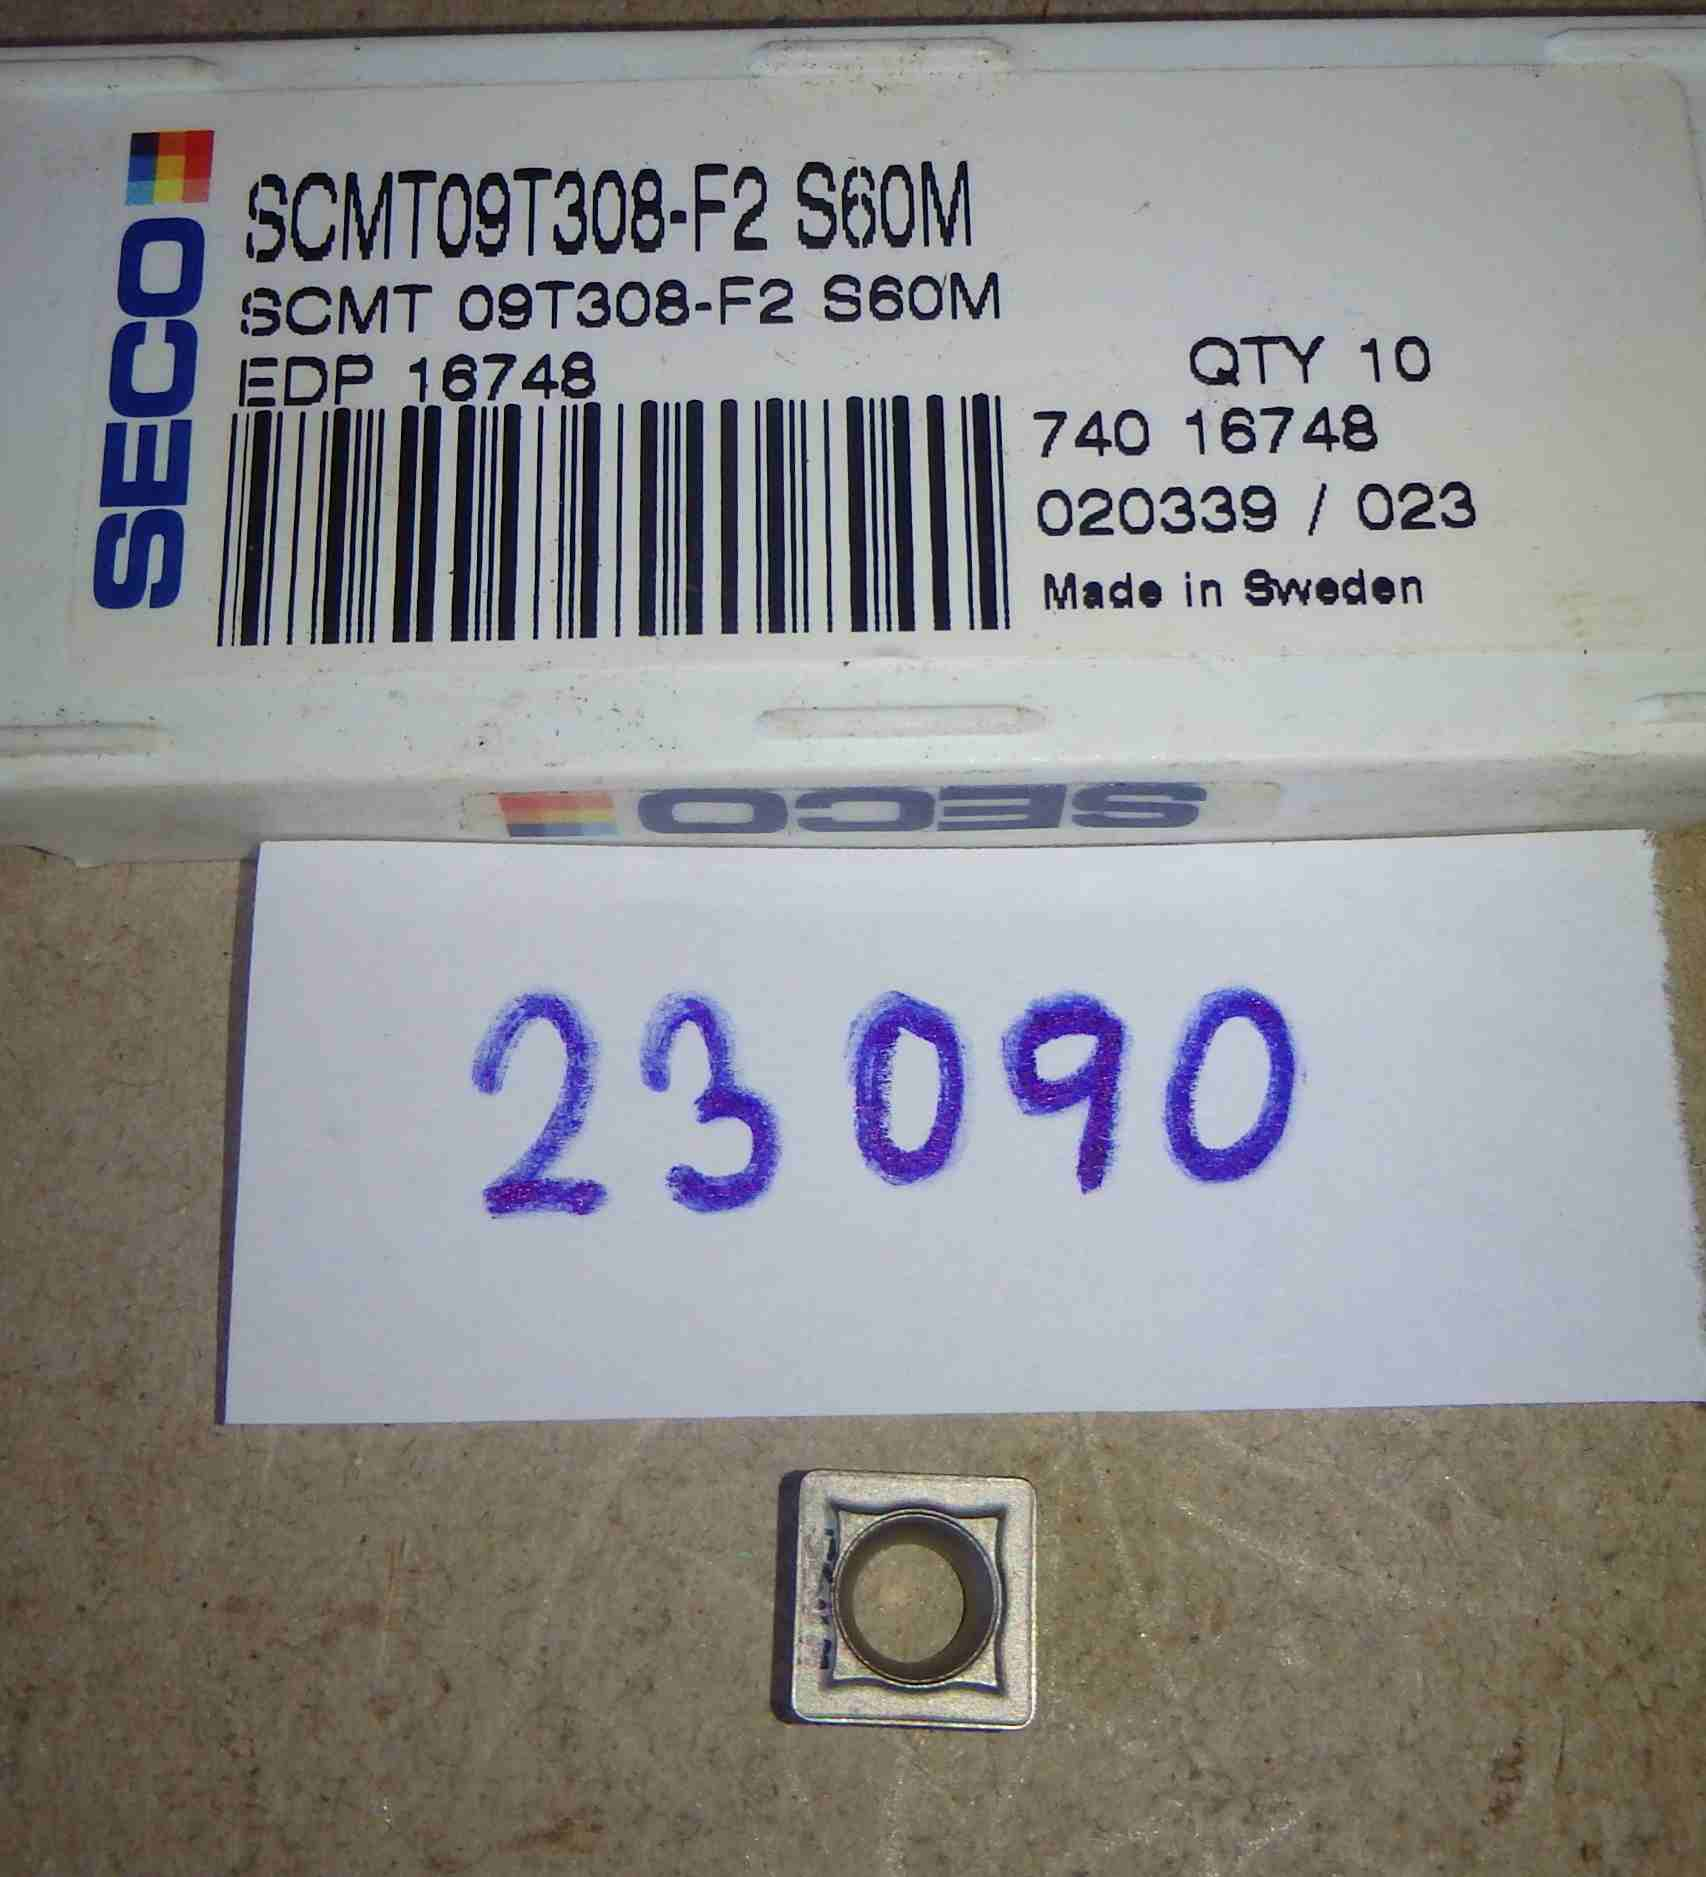 SECO
SCMT09T308-F2 S60M
SCMT 09T308-F2 S60M
EDP 16748
QTY 10
740 16748
020339 / 023
Made in Sweden
SECO
23090